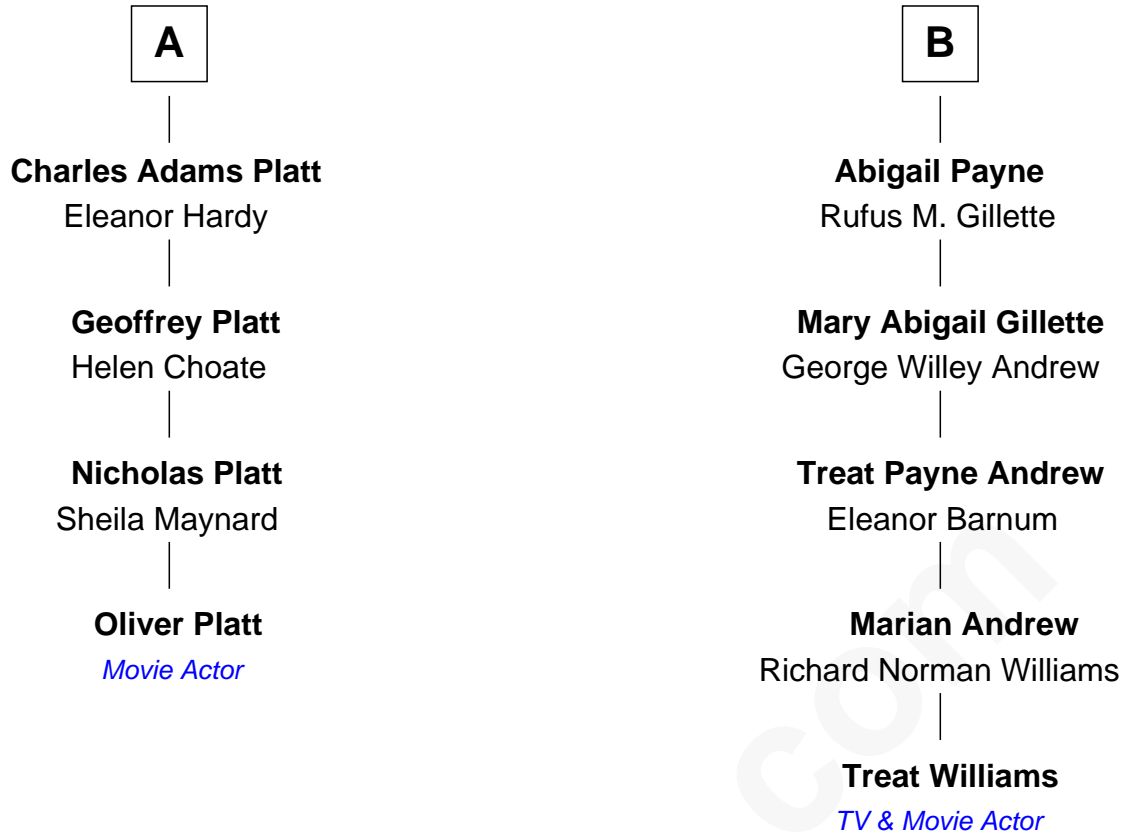 A
Charles Adams Platt
Eleanor Hardy
Geoffrey Platt
Helen Choate
Nicholas Platt
Sheila Maynard
Oliver Platt
Movie Actor
B
Abigail Payne
Rufus M. Gillette
Mary Abigail Gillette
George Willey Andrew
Treat Payne Andrew
Eleanor Barnum
Marian Andrew
Richard Norman Williams
Treat Williams
TV & Movie Actor
com